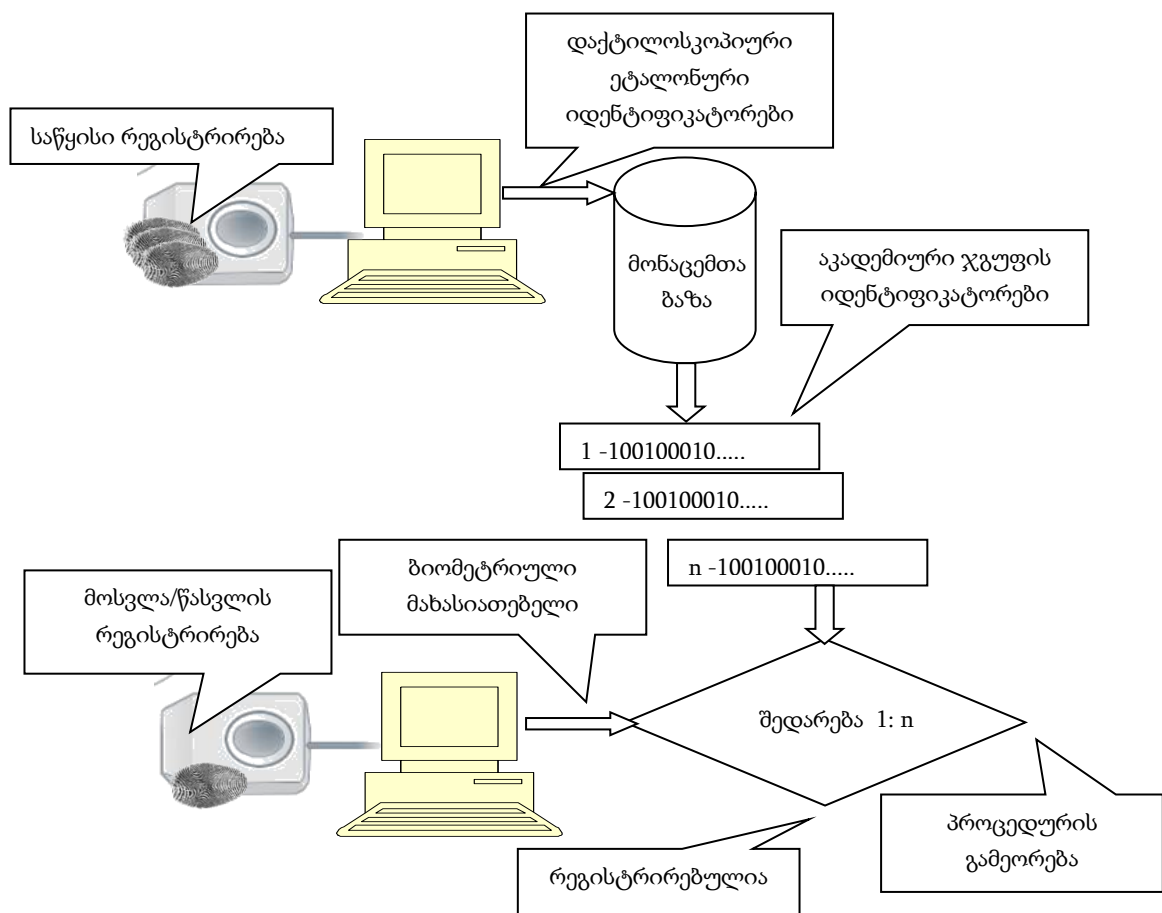 დაქტილოსკოპიური
ეტალონური
იდენტიფიკატორები
საწყისი რეგისტრირება
მონაცემთა
ბაზა
აკადემიური ჯგუფის
იდენტიფიკატორები
1 -100100010.....
2 -100100010.....
n -100100010.....
ბიომეტრიული
მახასიათებელი
მოსვლა/წასვლის
რეგისტრირება
შედარება 1: n
პროცედურის
გამეორება
რეგისტრირებულია